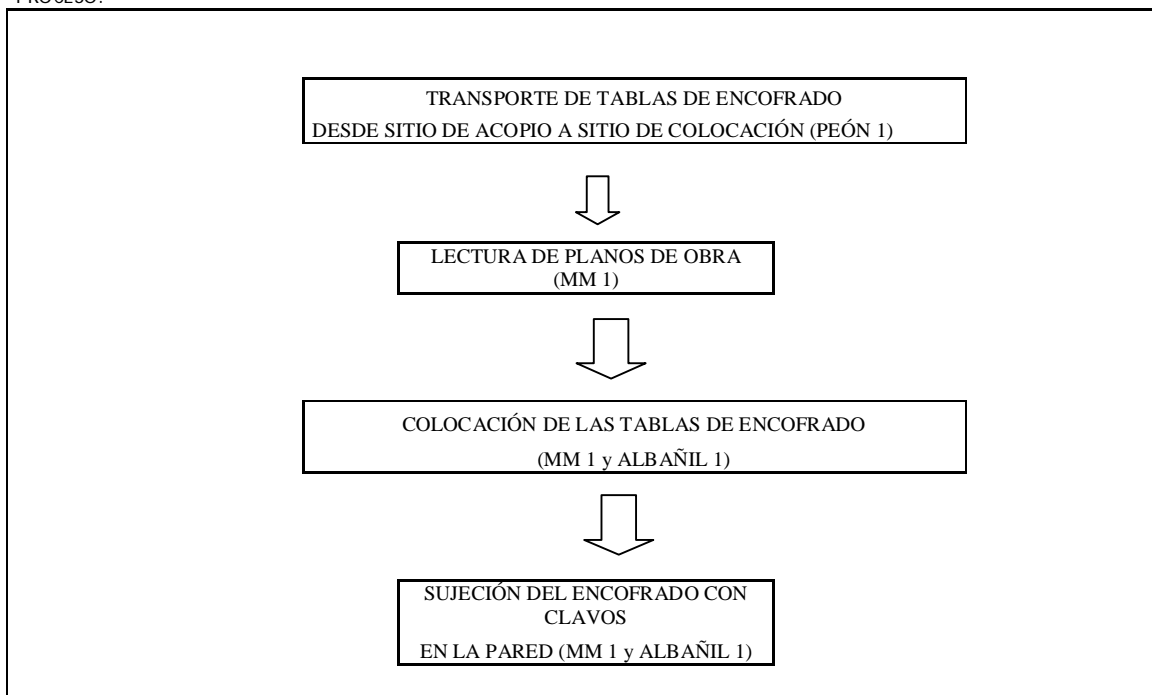 PROCESO:
TRANSPORTE DE TABLAS DE ENCOFRADO
DESDE SITIO DE ACOPIO A SITIO DE COLOCACIÓN (PEÓN 1)
LECTURA DE PLANOS DE OBRA
(MM 1)
COLOCACIÓN DE LAS TABLAS DE ENCOFRADO
(MM 1 y ALBAÑIL 1)
SUJECIÓN DEL ENCOFRADO CON
CLAVOS
EN LA PARED (MM 1 y ALBAÑIL 1)